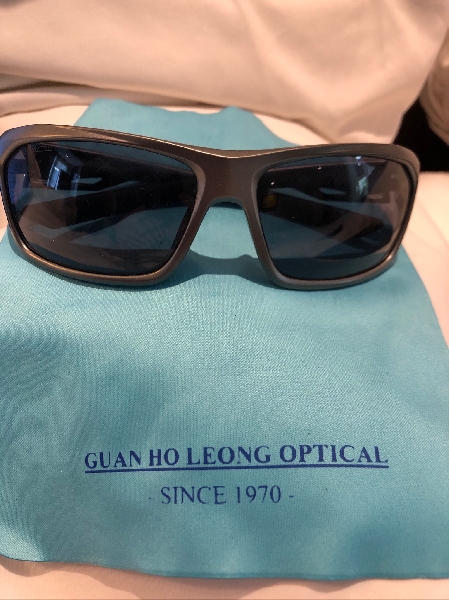 GUAN HO LEONG OPTICAL
- SINCE 1970 -